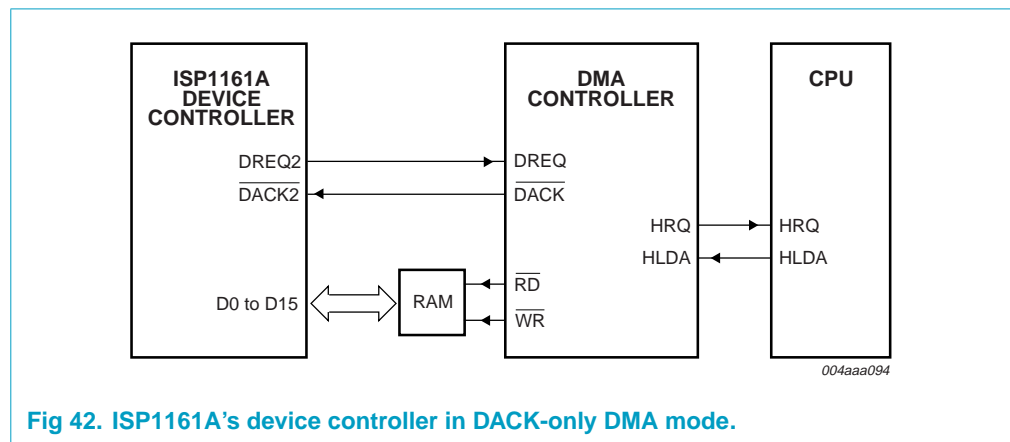 ISP1161A
DEVICE
CONTROLLER
DREQ2
DACK2
D0 to D15
RAM
DMA
CONTROLLER
DREQ
DACK
HRQ
HLDA
RD
WR
CPU
HRQ
HLDA
004aaa094
Fig 42. ISP1161A's device controller in DACK-only DMA mode.